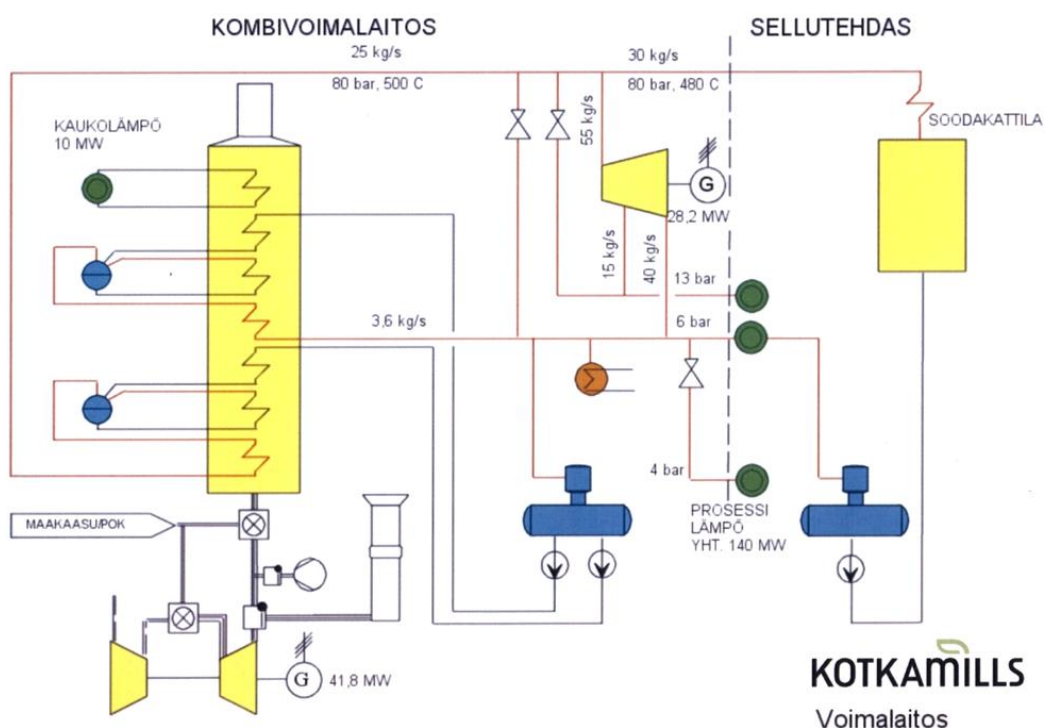 KOMBIVOIMALAITOS
SELLUTEHDAS
25 kg/s
30 kg/s
80 bar, 500 C
80 bar, 480 C
KAUKOLÄMPÖ
10 MW
55 kg/s
SOODAKATTILA
G
28,2 MW
15 kg/s
40 kg/s
13 bar
3,6 kg/s
6 bar
4 bar
PROSESSI
LÄMPÖ
YHT. 140 MW
MAAKAASU/POK
G
41,8 MW
KOTKAMILLS
Voimalaitos